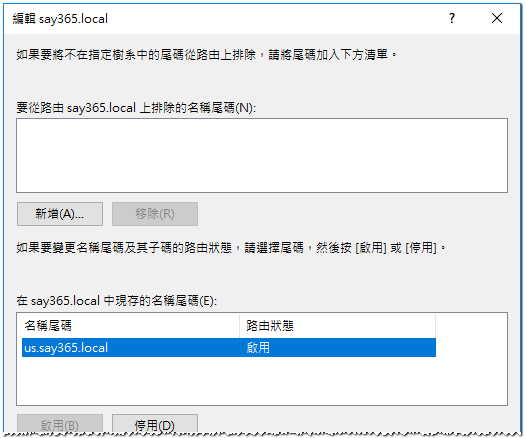 編輯 say365.local
?
如果要將不在指定樹系中的尾碼從路由上排除，請將尾碼加入下方清單。
要從路由 say365.local 上排除的名稱尾碼(N):
新增(A)... 移除(R)
如果要變更名稱尾碼及其子碼的路由狀態，請選擇尾碼，然後按 [啟用] 或 [停用]。
在 say365.local 中現存的名稱尾碼(E):
名稱尾碼 路由狀態
us.say365.local 啟用
啟用(B) 停用(D)